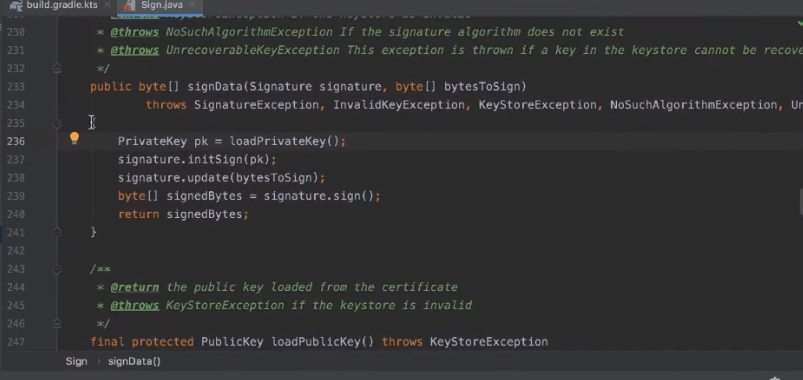 build.gradle.kts Sign.java
230 * @throws NoSuchAlgorithmException If the signature algorithm does not exist
231 * @throws UnrecoverableKeyException This exception is thrown if a key in the keystore cannot be recove
232 */
233 public byte[] signData(Signature signature, byte[] bytesToSign)
234 throws SignatureException, InvalidKeyException, KeyStoreException, NoSuchAlgorithmException, Un
235 {
236 PrivateKey pk = loadPrivateKey();
237 signature.initSign(pk);
238 signature.update(bytesToSign);
239 byte[] signedBytes = signature.sign();
240 return signedBytes;
241 }
242
243 /**
244 * @return the public key loaded from the certificate
245 * @throws KeyStoreException if the keystore is invalid
246 */
247 final protected PublicKey loadPublicKey() throws KeyStoreException
Sign › signData()